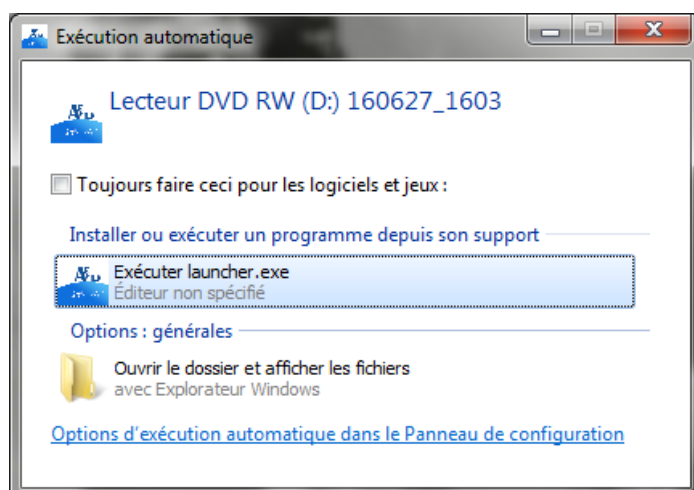 Exécution automatique
Lecteur DVD RW (D:) 160627_1603
Toujours faire ceci pour les logiciels et jeux :
Installer ou exécuter un programme depuis son support
Exécuter launcher.exe
Éditeur non spécifié
Options : générales
Ouvrir le dossier et afficher les fichiers
avec Explorateur Windows
Options d'exécution automatique dans le Panneau de configuration